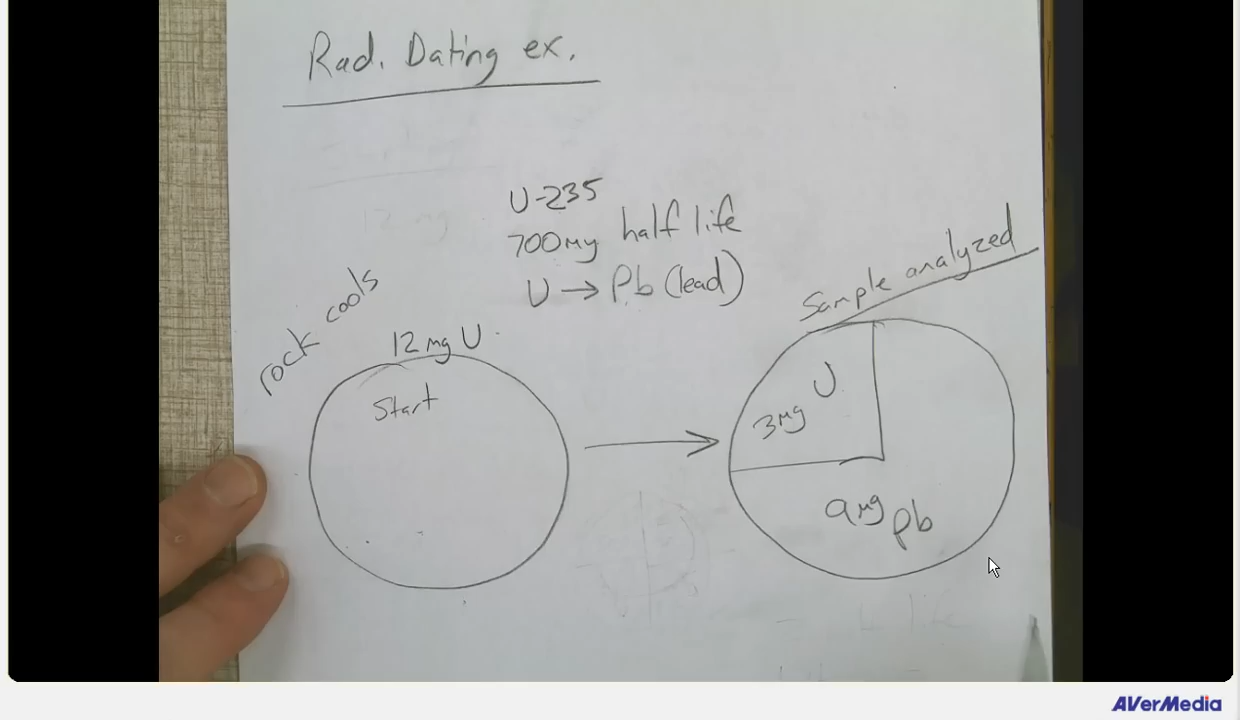 Rad. Dating ex.
U-235
700my half life
U → Pb (lead)
rock cools
12 mg U
Start
Sample analyzed
U
3mg
9mg Pb
AVerMedia